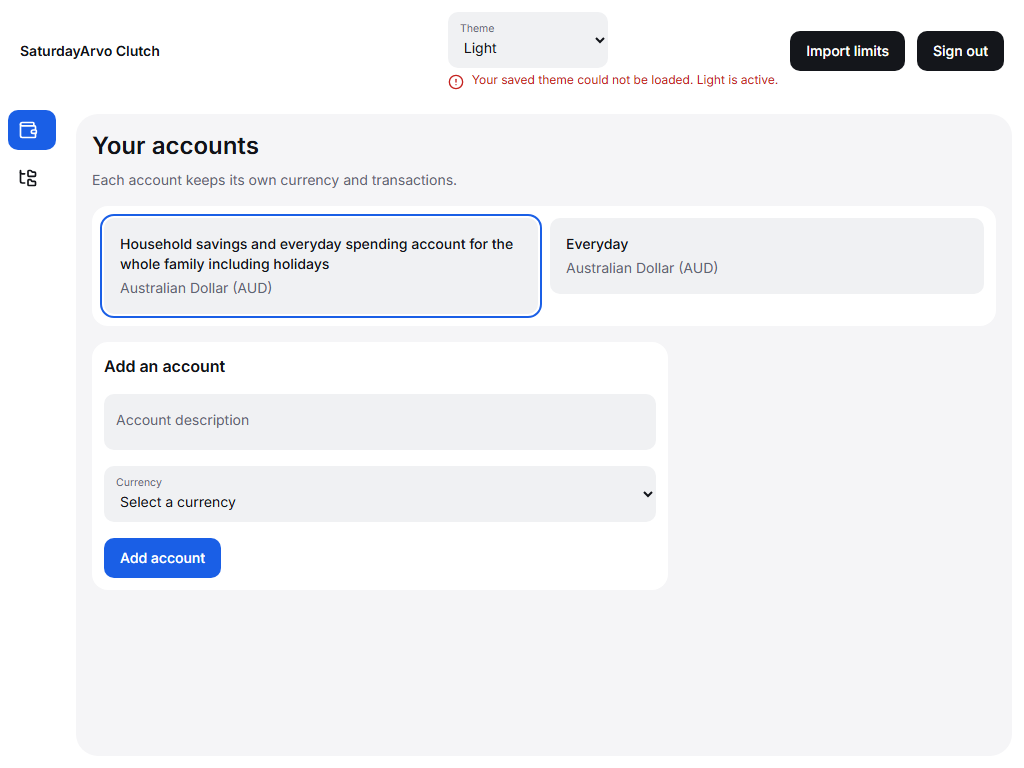 SaturdayArvo Clutch
Theme
Light
Your saved theme could not be loaded. Light is active.
Import limits
Sign out
Your accounts
Each account keeps its own currency and transactions.
Household savings and everyday spending account for the
whole family including holidays
Australian Dollar (AUD)
Everyday
Australian Dollar (AUD)
Add an account
Account description
Currency
Select a currency
Add account